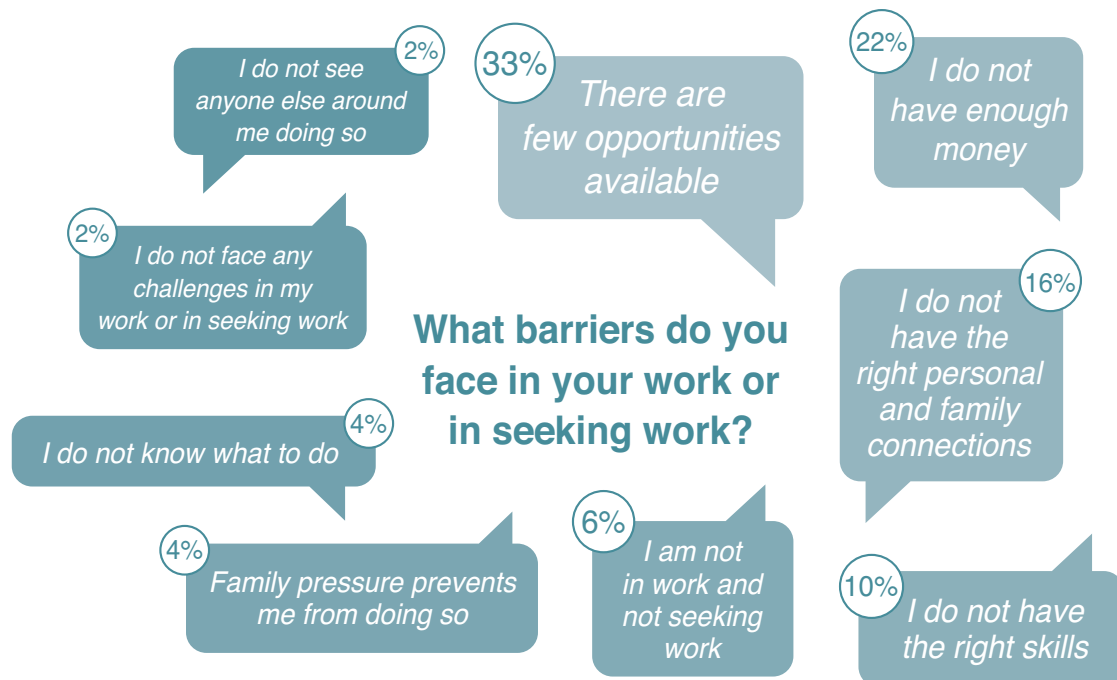 2%
I do not see
anyone else around
me doing so
33%
There are
few opportunities
available
22%
I do not
have enough
money
2%
I do not face any
challenges in my
work or in seeking work
What barriers do you
face in your work or
in seeking work?
16%
I do not
have the
right personal
and family
connections
4%
I do not know what to do
4%
Family pressure prevents
me from doing so
6%
I am not
in work and
not seeking
work
10%
I do not have
the right skills